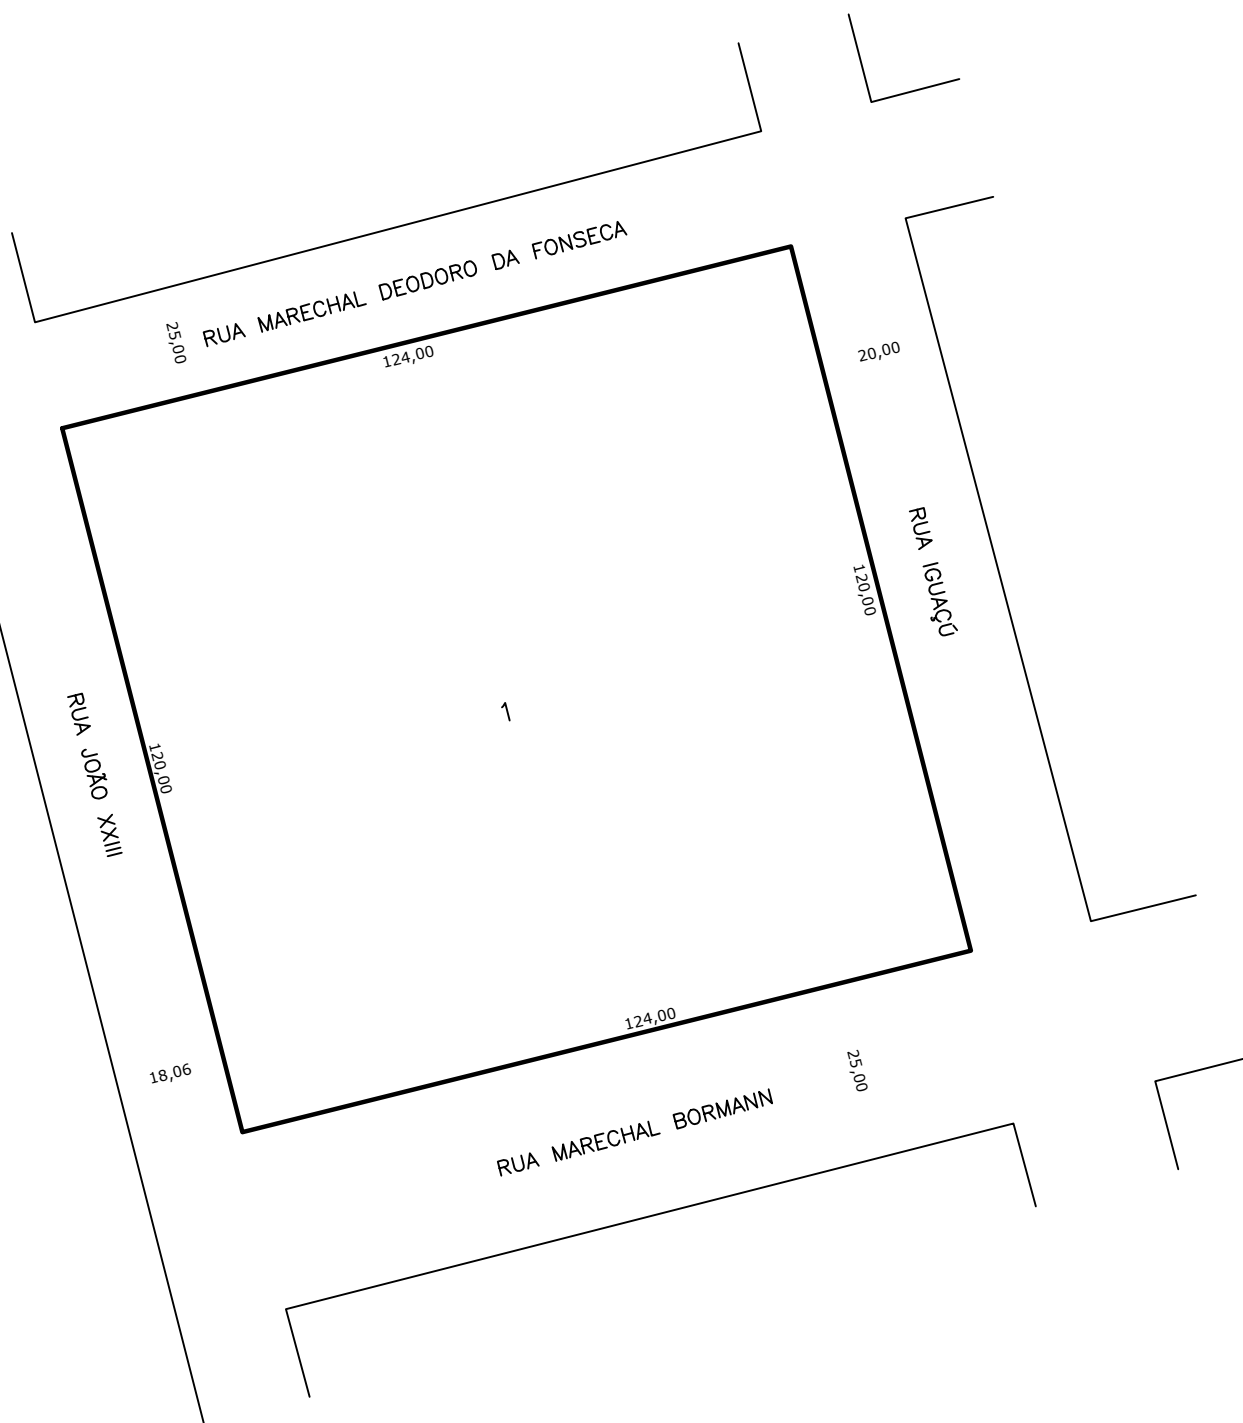 RUA MARECHAL DEODORO DA FONSECA
25,00
124,00
20,00
RUA IGUAÇÚ
120,00
1
RUA JOÃO XXIII
120,00
124,00
18,06
25,00
RUA MARECHAL BORMANN